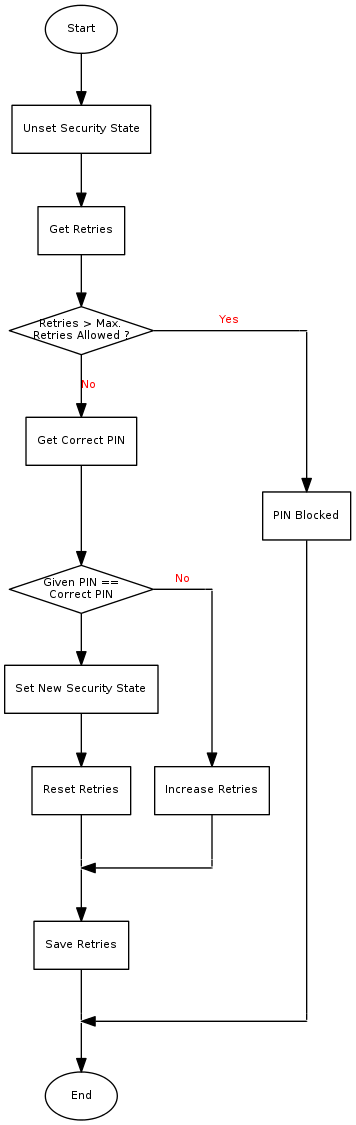 Start
Unset Security State
Get Retries
Retries > Max.
Retries Allowed ?
Yes
No
Get Correct PIN
PIN Blocked
Given PIN ==
Correct PIN
No
Set New Security State
Reset Retries
Increase Retries
Save Retries
End